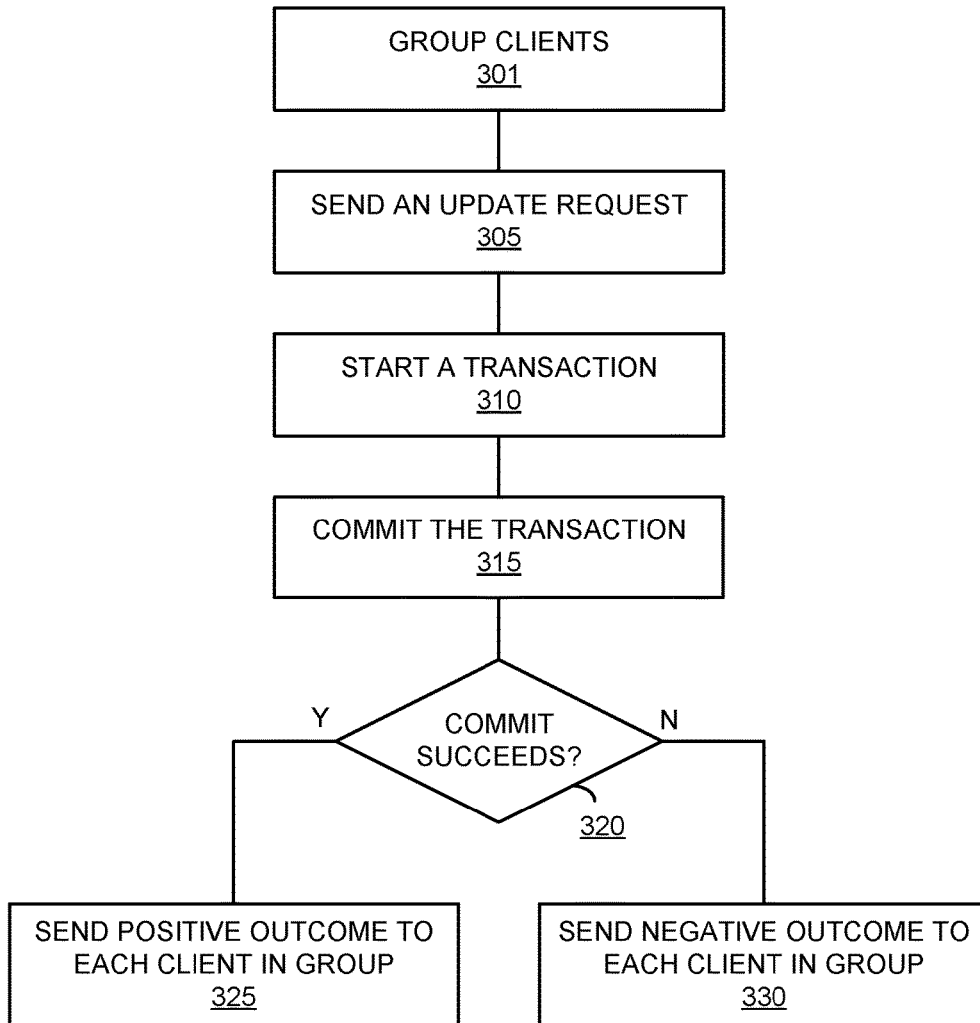 GROUP CLIENTS
301
SEND AN UPDATE REQUEST
305
START A TRANSACTION
310
COMMIT THE TRANSACTION
315
Y
N
COMMIT
SUCCEEDS?
320
SEND POSITIVE OUTCOME TO
EACH CLIENT IN GROUP
325
SEND NEGATIVE OUTCOME TO
EACH CLIENT IN GROUP
330